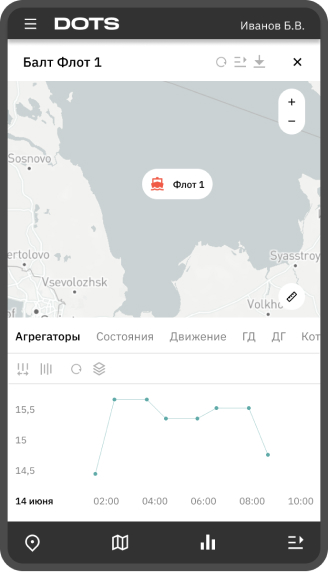 DOTS
Иванов Б.В.
Балт Флот 1
Sosnovo
Флот 1
ertolovo
Vsevolozhsk
Syasstroy
Volkho
Агрегаторы Состояния Движение ГД ДГ Кот
15,5
15
14,5
14 июня 02:00 04:00 06:00 08:00 10:00